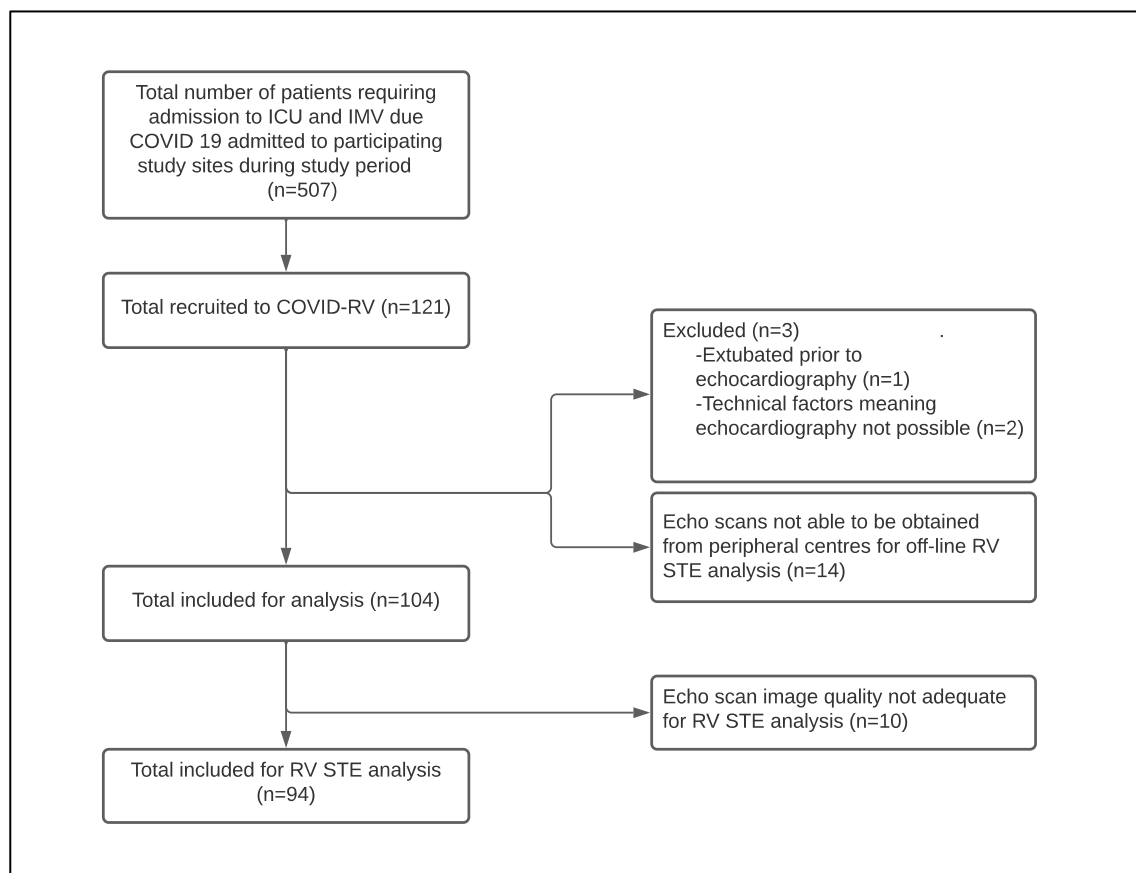 Total number of patients requiring
admission to ICU and IMV due
COVID 19 admitted to participating
study sites during study period
(n=507)
Total recruited to COVID-RV (n=121)
Excluded (n=3) .
-Extubated prior to
echocardiography (n=1)
-Technical factors meaning
echocardiography not possible (n=2)
Echo scans not able to be obtained
from peripheral centres for off-line RV
STE analysis (n=14)
Total included for analysis (n=104)
Echo scan image quality not adequate
for RV STE analysis (n=10)
Total included for RV STE analysis
(n=94)